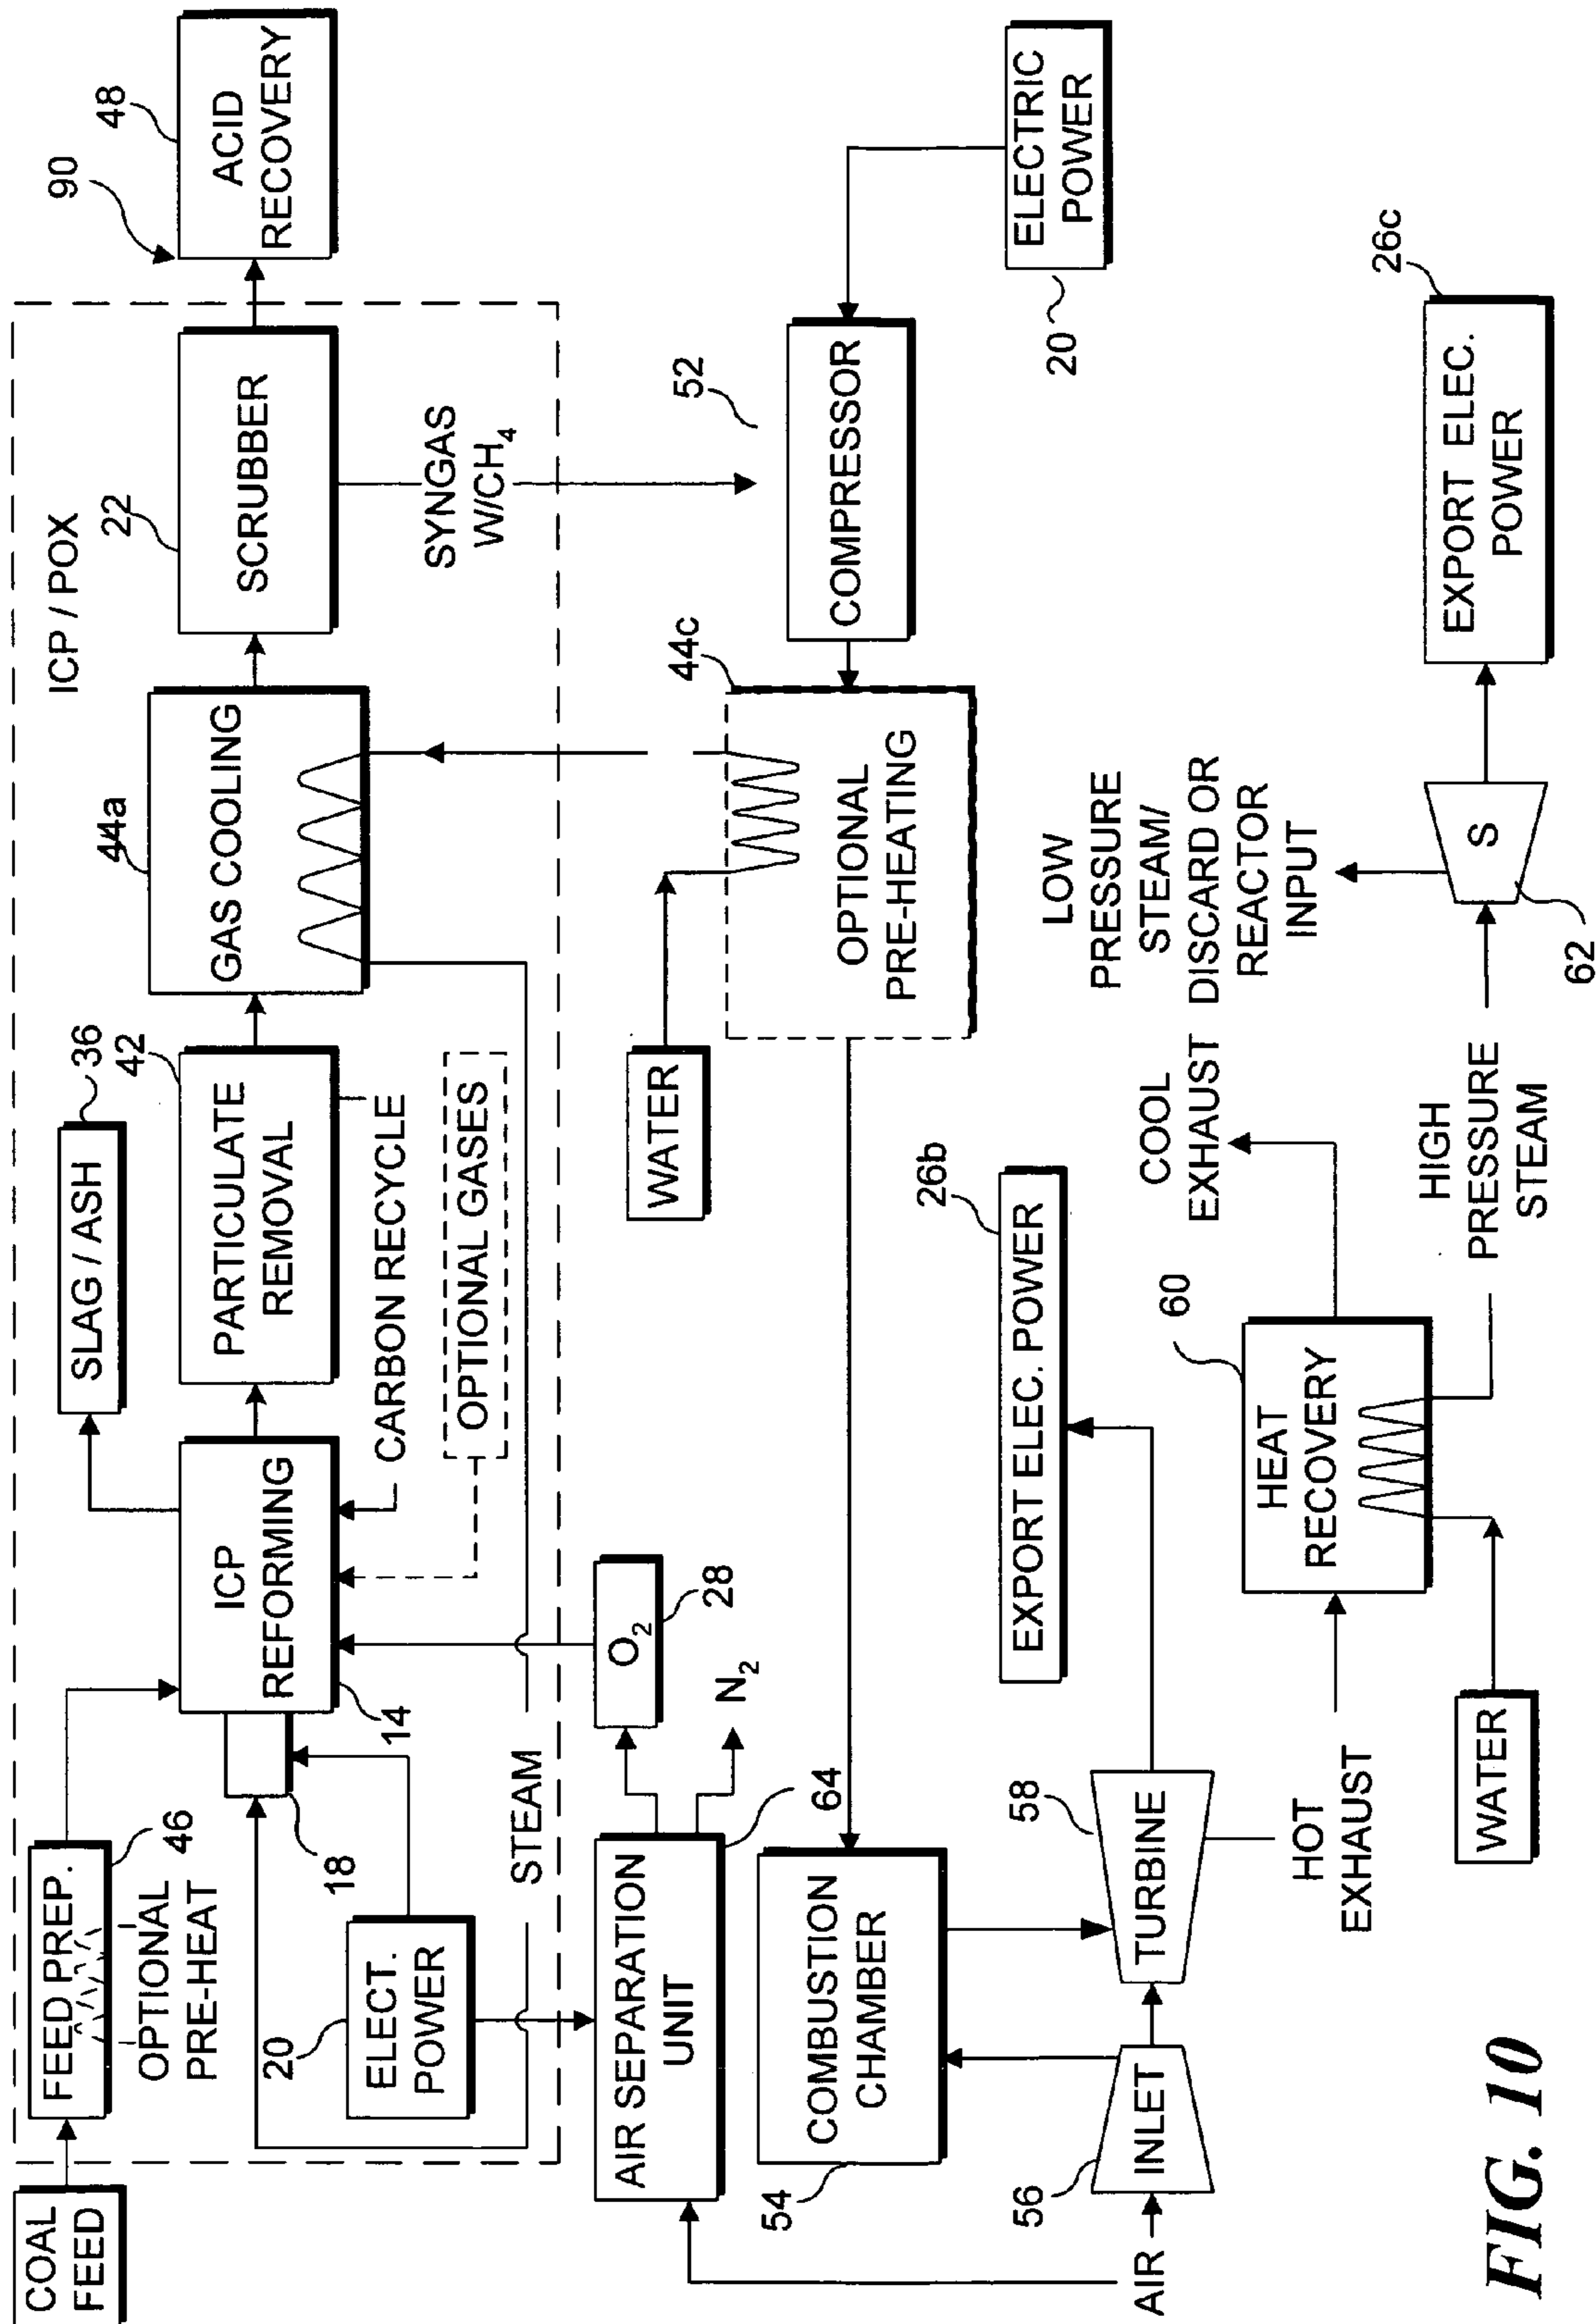 COAL
FEED
FEED PREP.
46
OPTIONAL
PRE-HEAT
SLAG / ASH
36
ICP / POX
90
ICP
REFORMING
14
18
PARTICULATE
REMOVAL
42
GAS COOLING
44a
SCRUBBER
22
ACID
RECOVERY
48
CARBON RECYCLE
OPTIONAL GASES
20
ELECT.
POWER
STEAM
SYNGAS
W/CH4
AIR SEPARATION
UNIT
64
O2
28
N2
WATER
OPTIONAL
PRE-HEATING
44c
COMPRESSOR
52
ELECTRIC
POWER
20
COMBUSTION
CHAMBER
54
AIR
INLET
56
TURBINE
58
EXPORT ELEC. POWER
26b
HOT
EXHAUST
HEAT
RECOVERY
60
WATER
COOL
EXHAUST
HIGH
PRESSURE
STEAM
LOW
PRESSURE
STEAM/
DISCARD OR
REACTOR
INPUT
S
62
EXPORT ELEC.
POWER
26c
FIG. 10